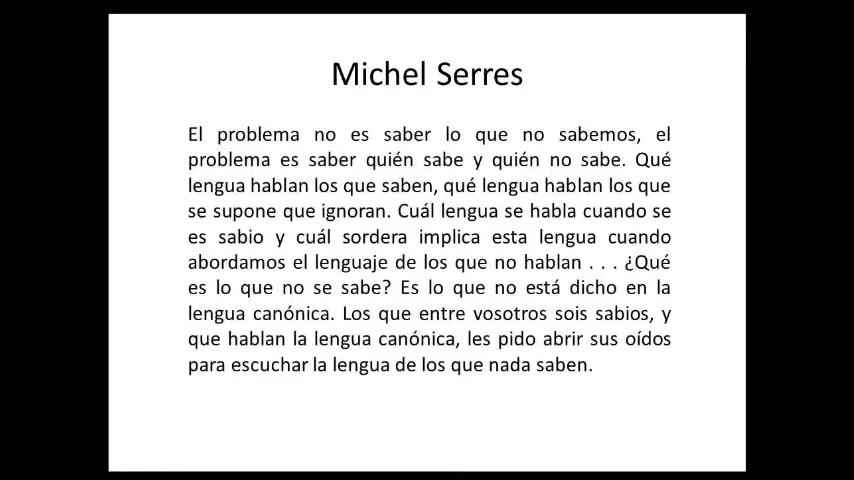 Michel Serres
El problema no es saber lo que no sabemos, el
problema es saber quién sabe y quién no sabe. Qué
lengua hablan los que saben, qué lengua hablan los que
se supone que ignoran. Cuál lengua se habla cuando se
es sabio y cuál sordera implica esta lengua cuando
abordamos el lenguaje de los que no hablan . . . ¿Qué
es lo que no se sabe? Es lo que no está dicho en la
lengua canónica. Los que entre vosotros sois sabios, y
que hablan la lengua canónica, les pido abrir sus oídos
para escuchar la lengua de los que nada saben.